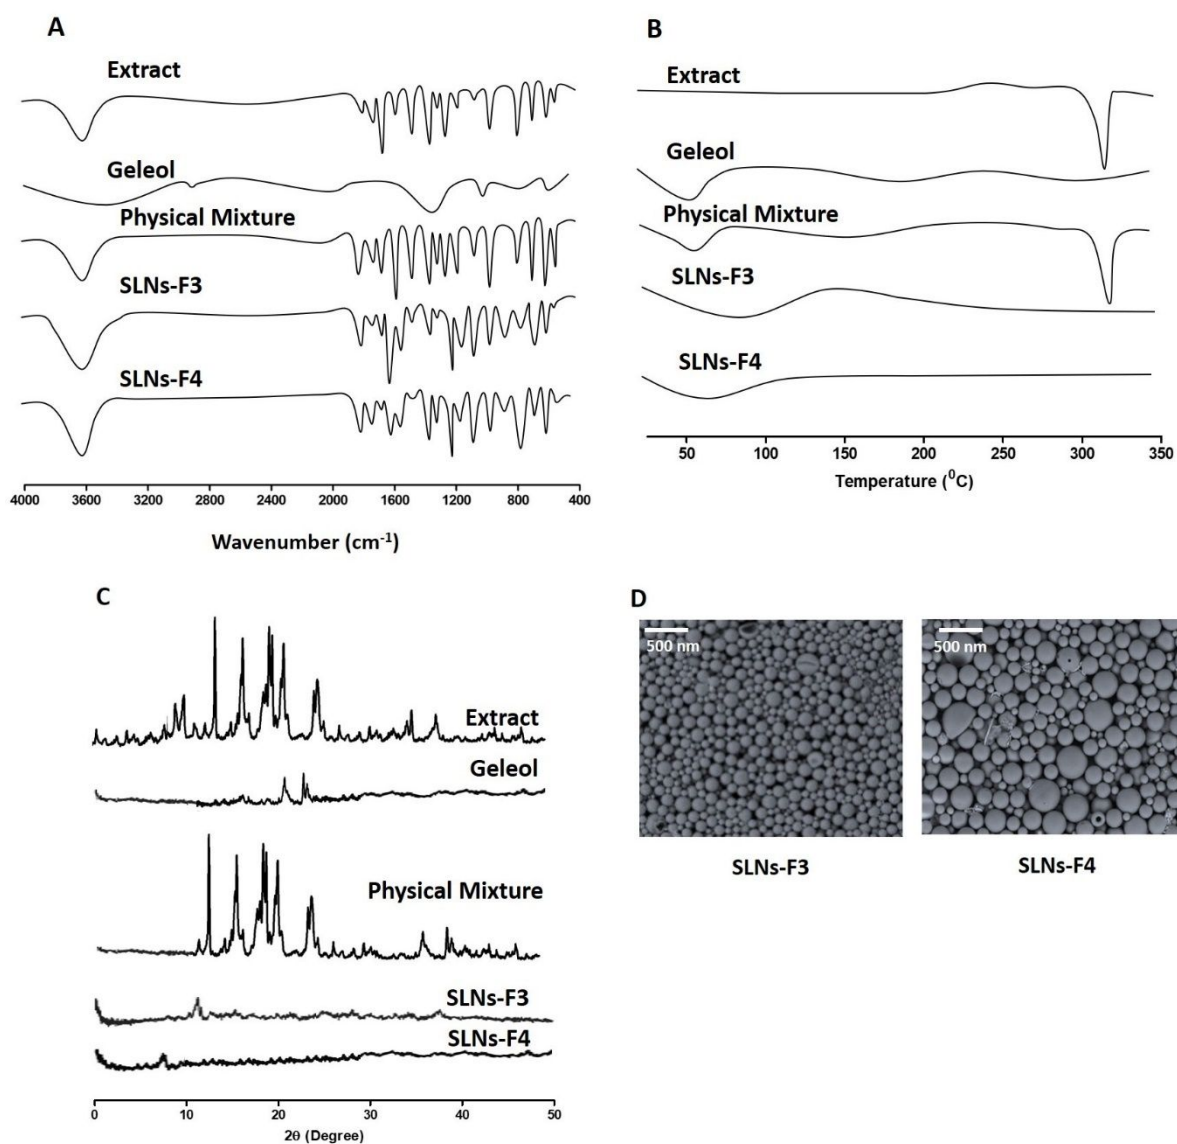 A
Extract
Geleol
Physical Mixture
SLNs-F3
SLNs-F4
4000 3600 3200 2800 2400 2000 1600 1200 800 400
Wavenumber (cm-1)
B
Extract
Geleol
Physical Mixture
SLNs-F3
SLNs-F4
50 100 150 200 250 300 350
Temperature (0C)
C
Extract
Geleol
Physical Mixture
SLNs-F3
SLNs-F4
0 10 20 30 40 50
2θ (Degree)
D
500 nm
500 nm
SLNs-F3
SLNs-F4